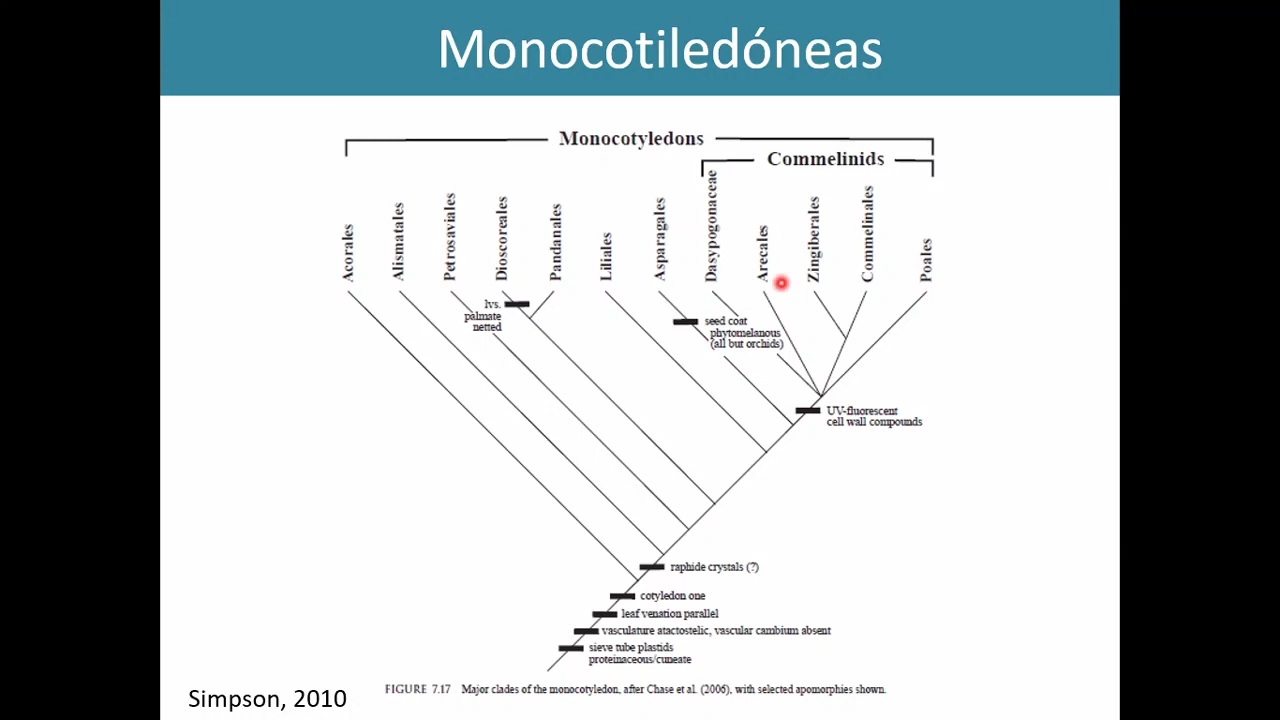 Monocotiledóneas
Monocotyledons
Commelinids
Acorales
Alismatales
Petrosaviales
Dioscoreales
Pandanales
Liliales
Asparagales
Dasypogonaceae
Arecales
Zingiberales
Commelinales
Poales
lvs.
palmate
netted
seed coat
phytomelanous
(all but orchids)
UV-fluorescent
cell wall compounds
raphide crystals (?)
cotyledon one
leaf venation parallel
vasculature atactostelic, vascular cambium absent
sieve tube plastids
proteinaceous/cuneate
FIGURE 7.17 Major clades of the monocotyledon, after Chase et al. (2006), with selected apomorphies shown.
Simpson, 2010